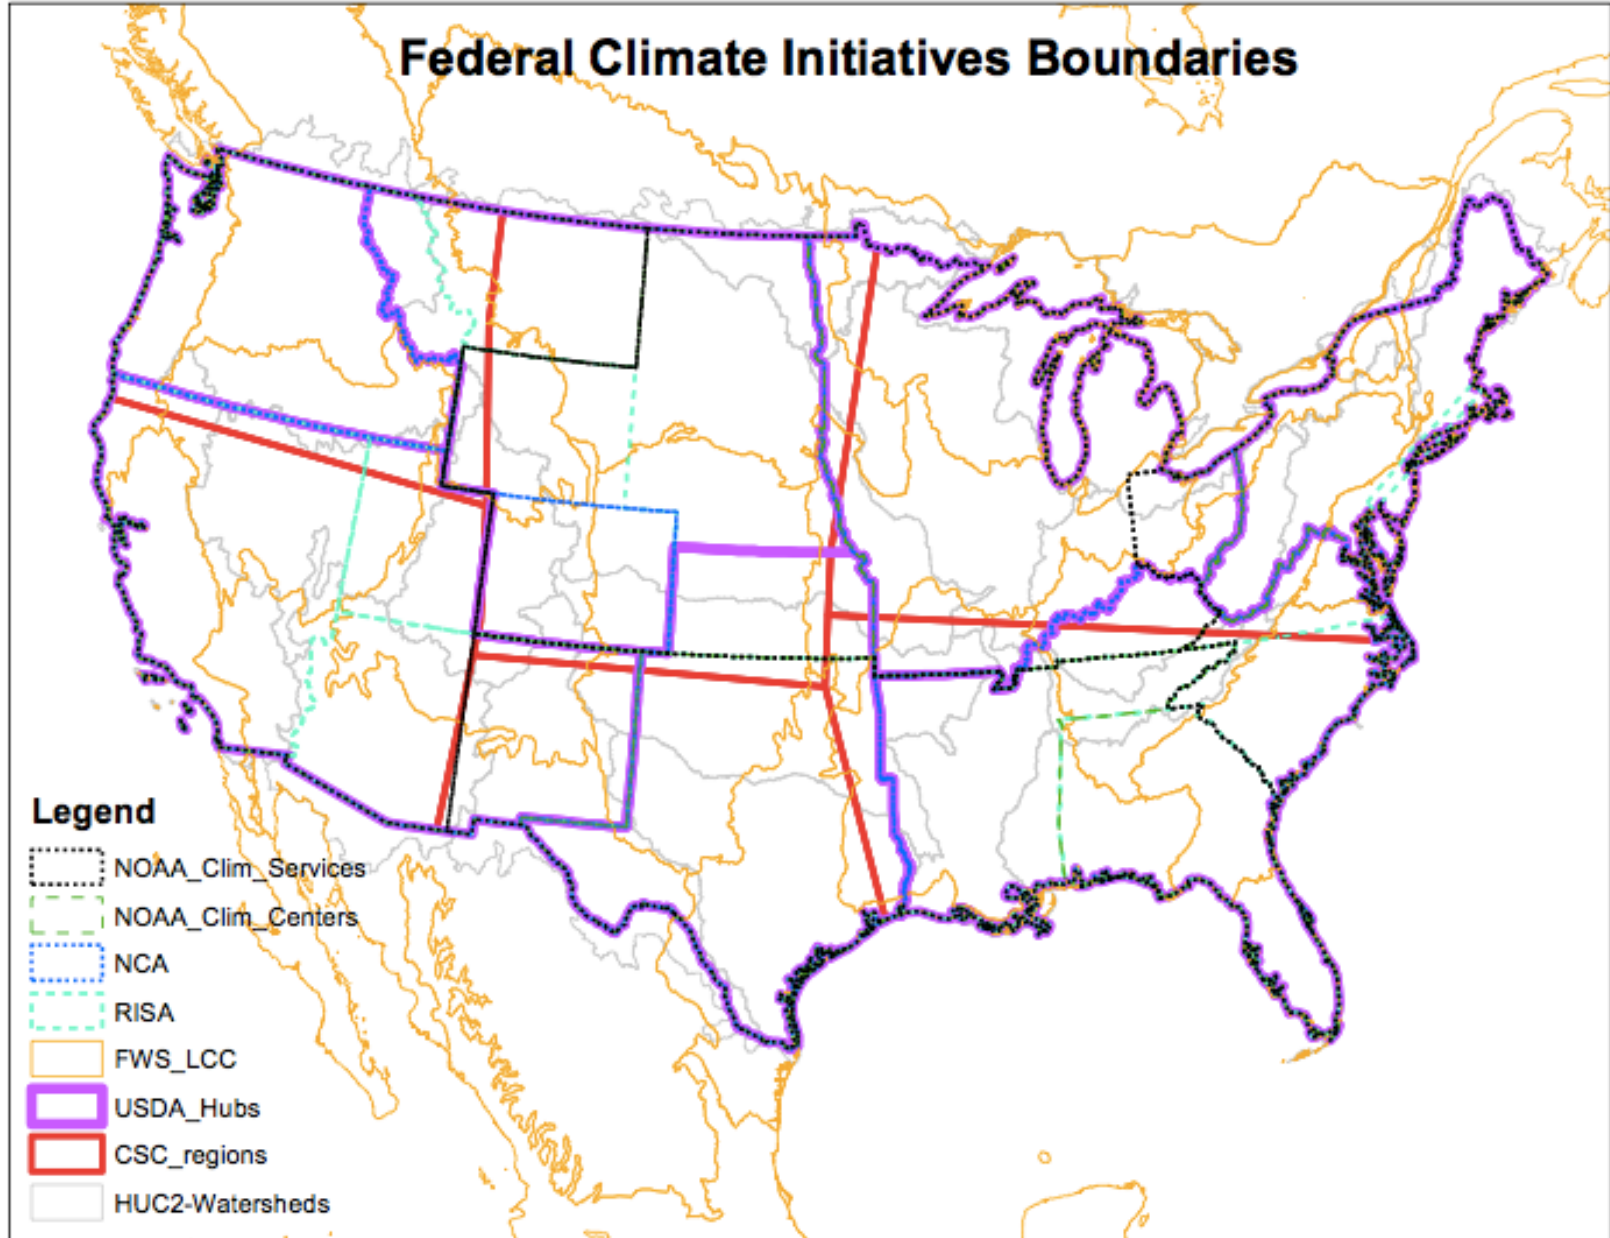 Federal Climate Initiatives Boundaries
Legend
NOAA_Clim_Services
NOAA_Clim_Centers
NCA
RISA
FWS_LCC
USDA_Hubs
CSC_regions
HUC2-Watersheds